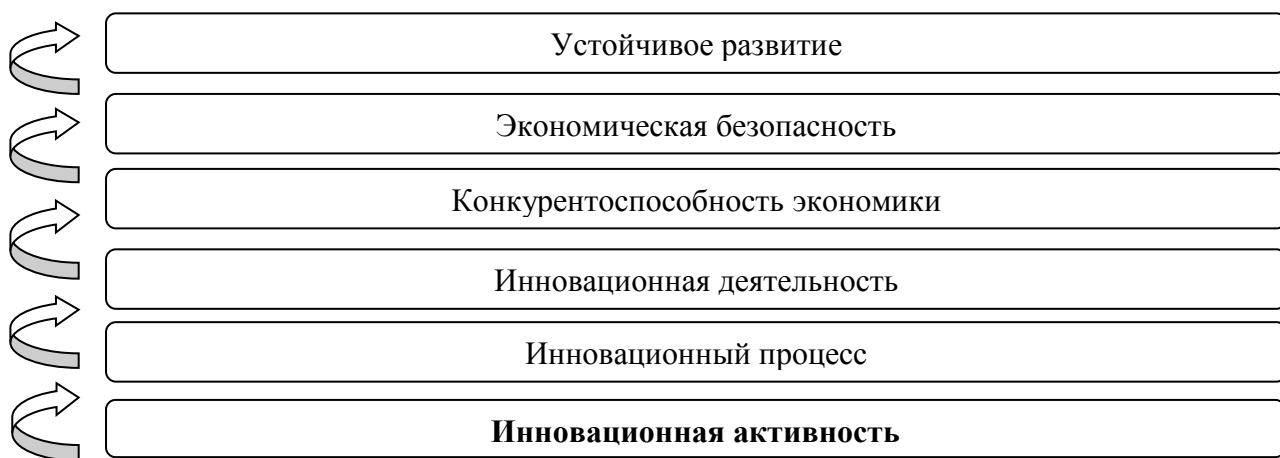 Устойчивое развитие
Экономическая безопасность
Конкурентоспособность экономики
Инновационная деятельность
Инновационный процесс
Инновационная активность